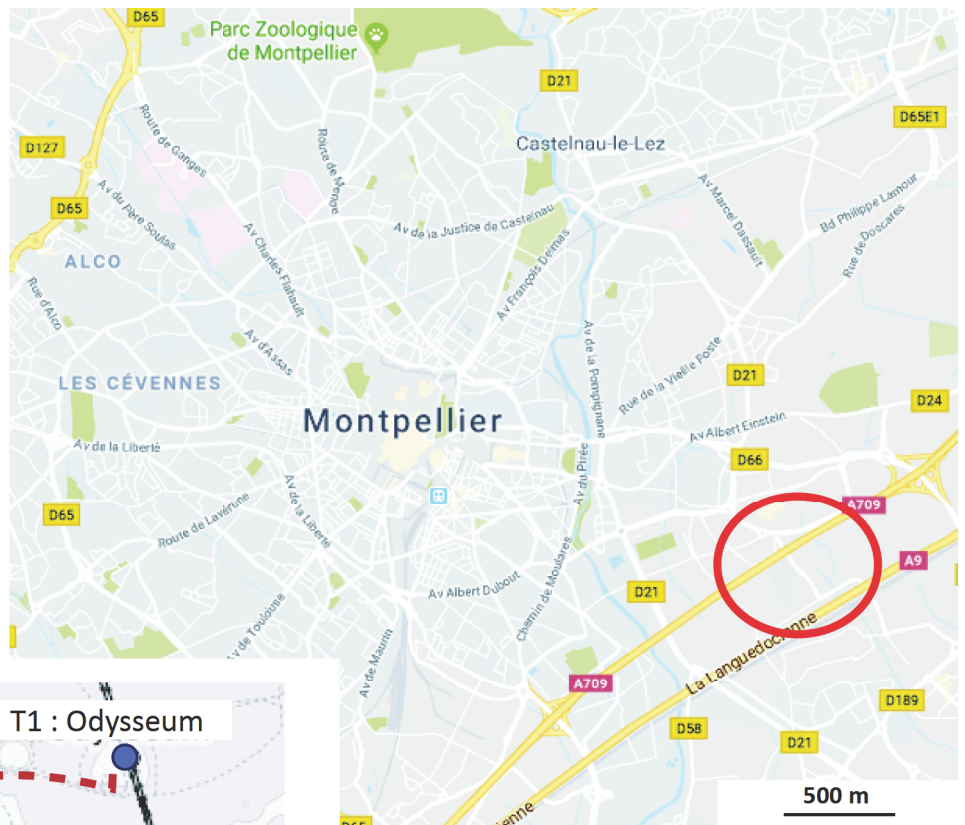 D65
Parc Zoologique
de Montpellier
D21
D65E1
Route de Ganges
Route de Mende
D127
Castelnau-le-Lez
D65
Av du Père Soulas
Av Marcel Dassault
Bd Philippe Lamour
Rue de Doscares
Av de la Justice de Castelnau
Av Charles Flahault
Av François Delmas
ALCO
Rue d'Alco
Av d'Assas
Av de la Pompignane
Rue de la Vieille Poste
D21
LES CÉVENNES
D24
Montpellier
Av Albert Einstein
Av de la Liberté
D66
Av du Pirée
Av de la Liberté
A709
D65
Route de Lavérune
Chemin de Moulares
A9
Av Albert Dubout
D21
v de Toulouse
Av de Maurin
La Languedocienne
A709
D189
D58
D21
T1 : Odysseum
Odysseum
500 m
D65
enne